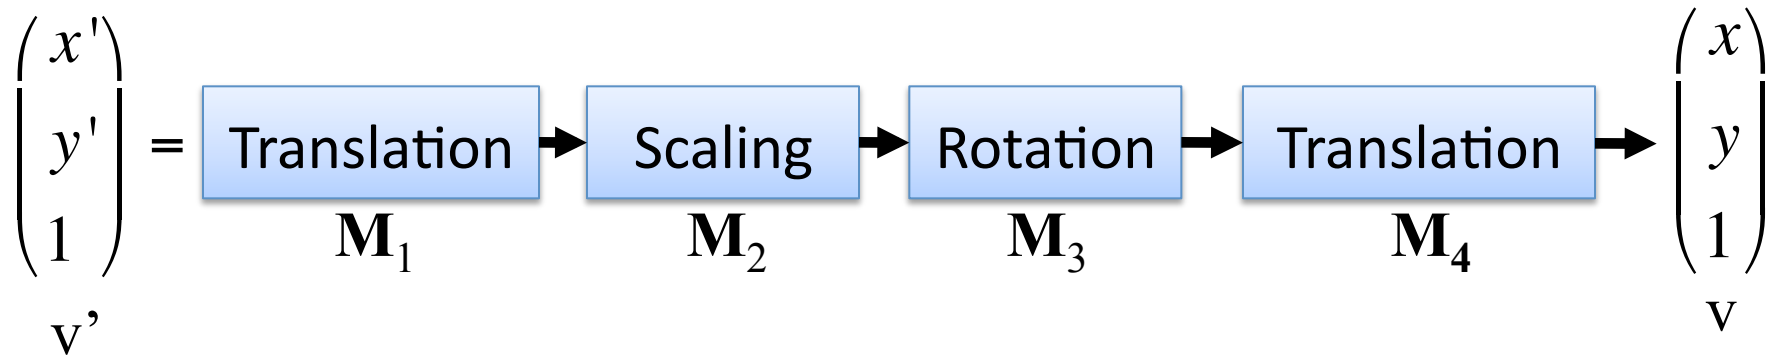 x' x
y' = Translation Scaling Rotation Translation y
1 M1 M2 M3 M4 1
v’ v